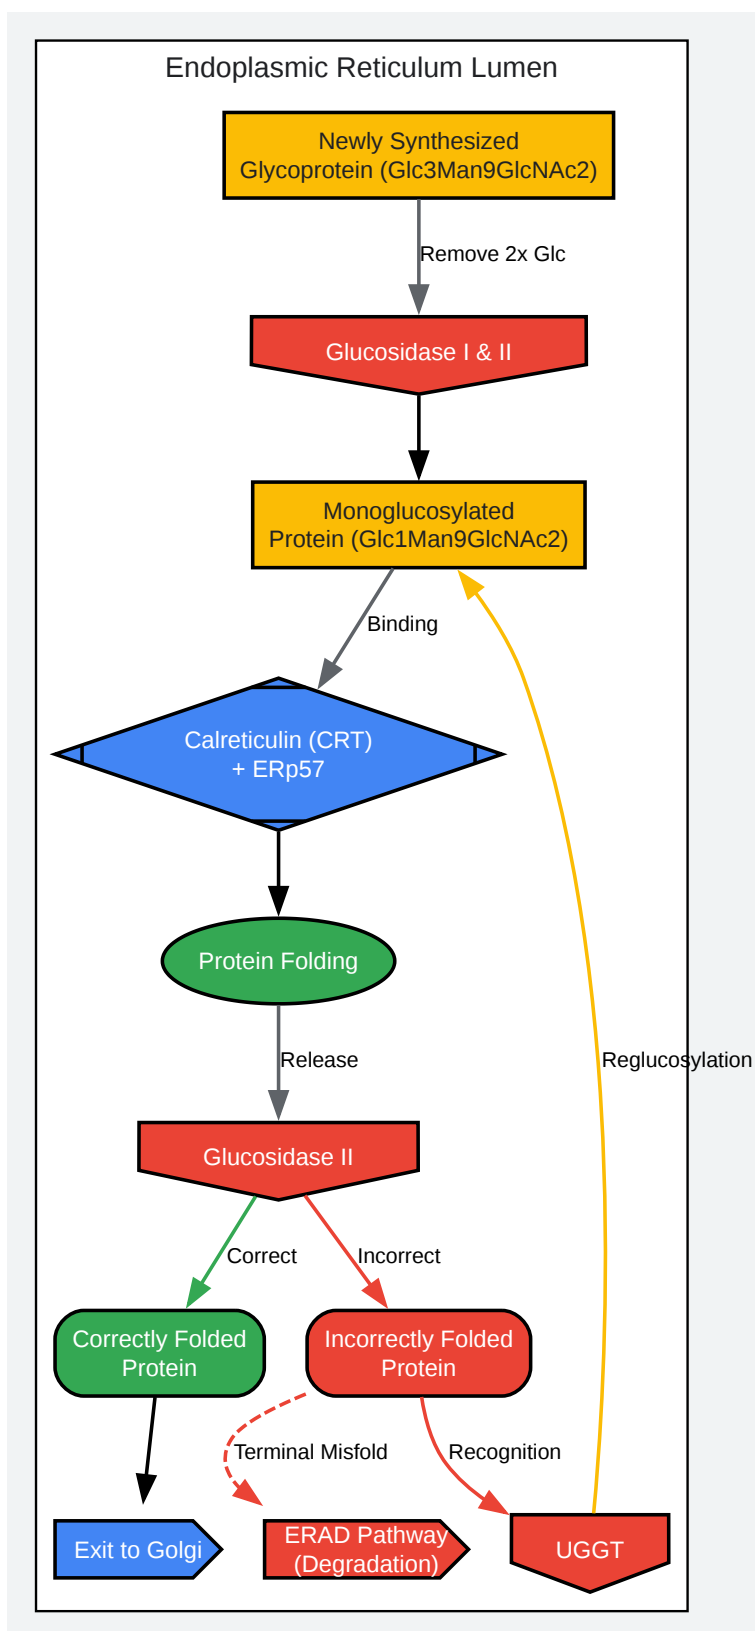 Endoplasmic Reticulum Lumen
Newly Synthesized
Glycoprotein (Glc3Man9GlcNAc2)
Remove 2x Glc
Glucosidase I & II
Monoglucosylated
Protein (Glc1Man9GlcNAc2)
Binding
Calreticulin (CRT)
+ ERp57
Protein Folding
Release
Reglucosylation
Glucosidase II
Correct
Incorrect
Correctly Folded
Protein
Incorrectly Folded
Protein
Terminal Misfold
Recognition
Exit to Golgi
ERAD Pathway
(Degradation)
UGGT